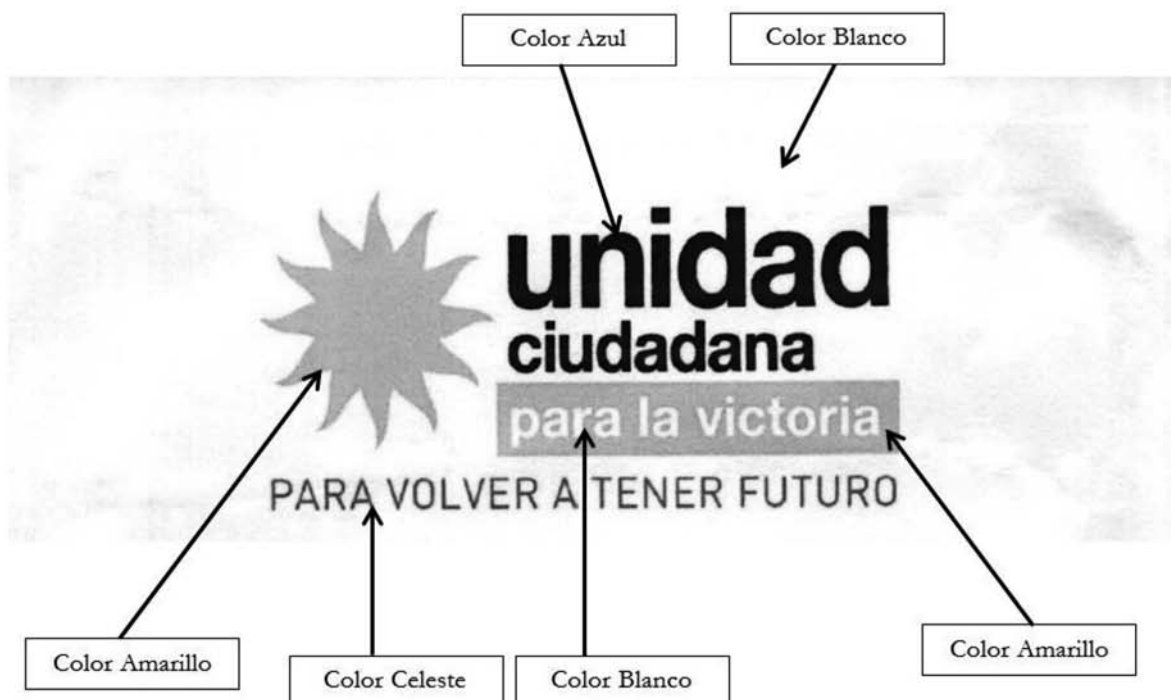 Color Azul
Color Blanco
unidad
ciudadana
para la victoria
PARA VOLVER A TENER FUTURO
Color Amarillo
Color Celeste
Color Blanco
Color Amarillo